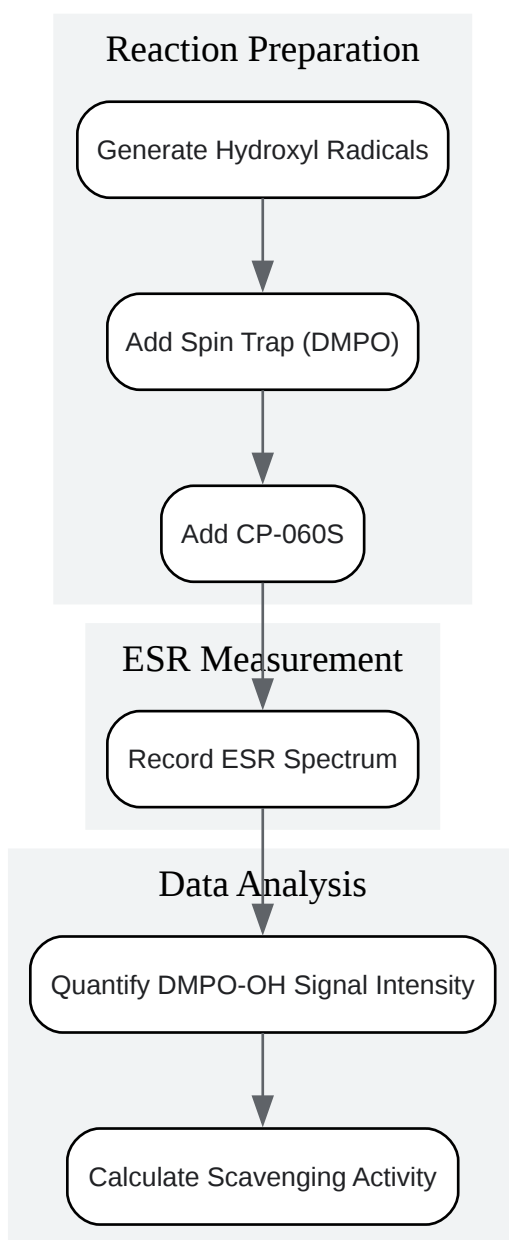 Reaction Preparation
Generate Hydroxyl Radicals
Add Spin Trap (DMPO)
Add CP-060S
ESR Measurement
Record ESR Spectrum
Data Analysis
Quantify DMPO-OH Signal Intensity
Calculate Scavenging Activity